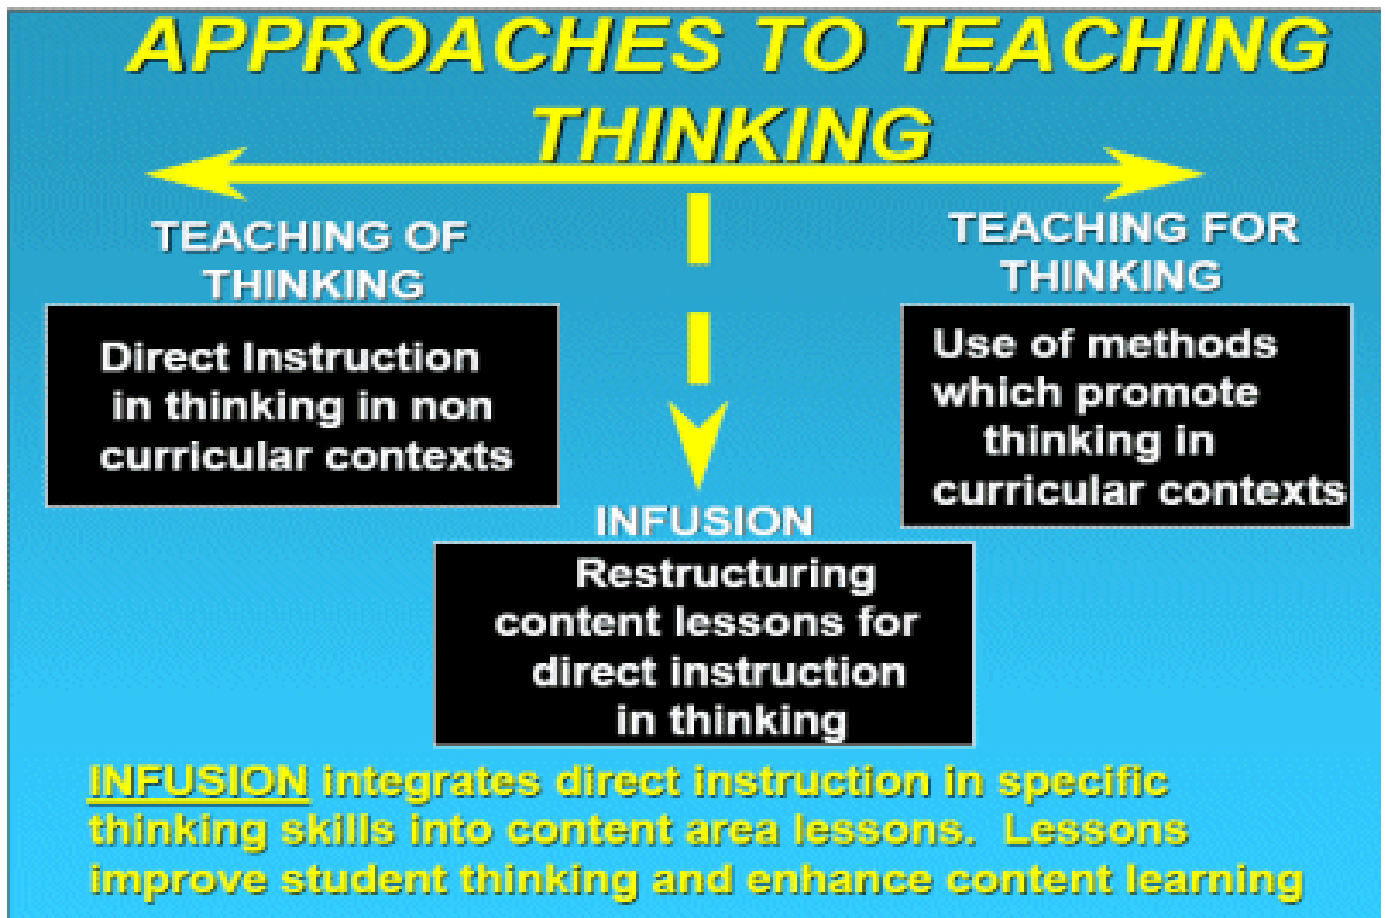 APPROACHES TO TEACHING
THINKING
TEACHING OF
THINKING
Direct Instruction
in thinking in non
curricular contexts
TEACHING FOR
THINKING
Use of methods
which promote
thinking in
curricular contexts
INFUSION
Restructuring
content lessons for
direct instruction
in thinking
INFUSION integrates direct instruction in specific
thinking skills into content area lessons. Lessons
improve student thinking and enhance content learning